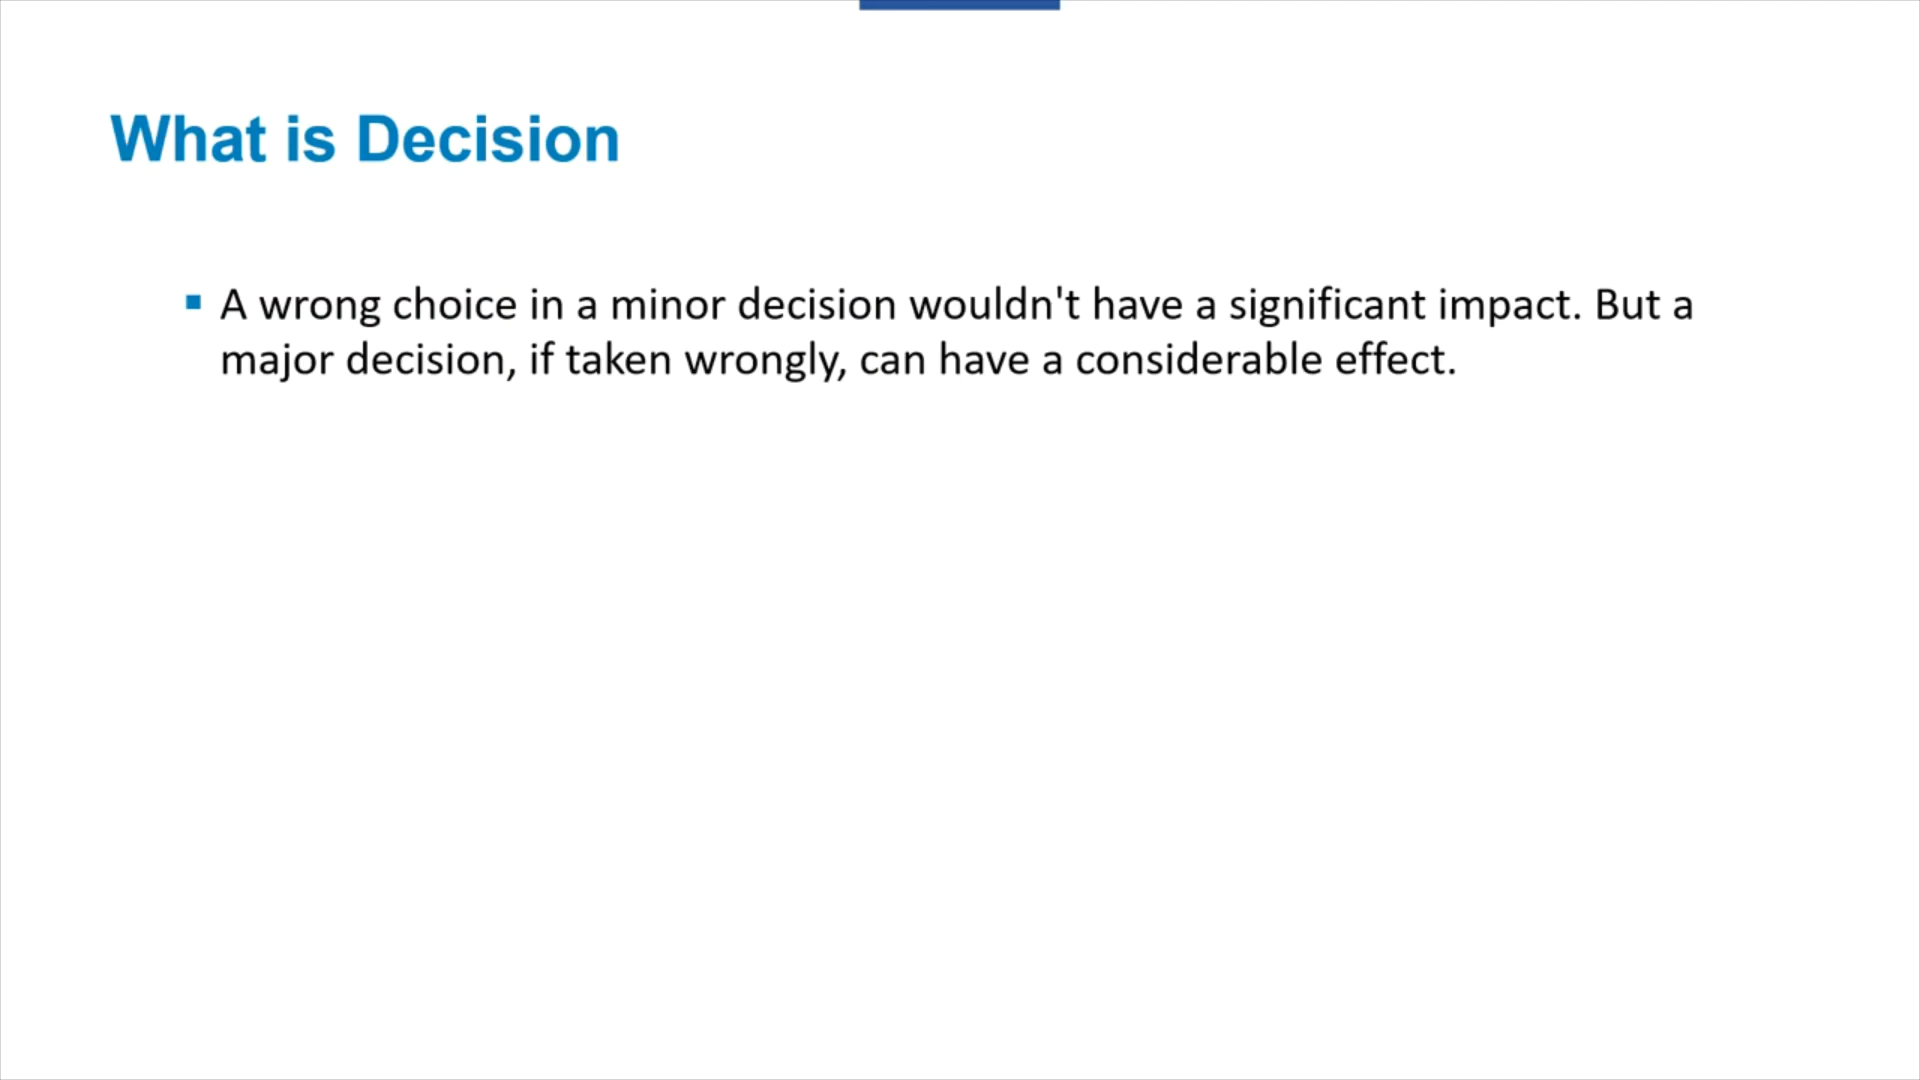 What is Decision
▪ A wrong choice in a minor decision wouldn't have a significant impact. But a
major decision, if taken wrongly, can have a considerable effect.